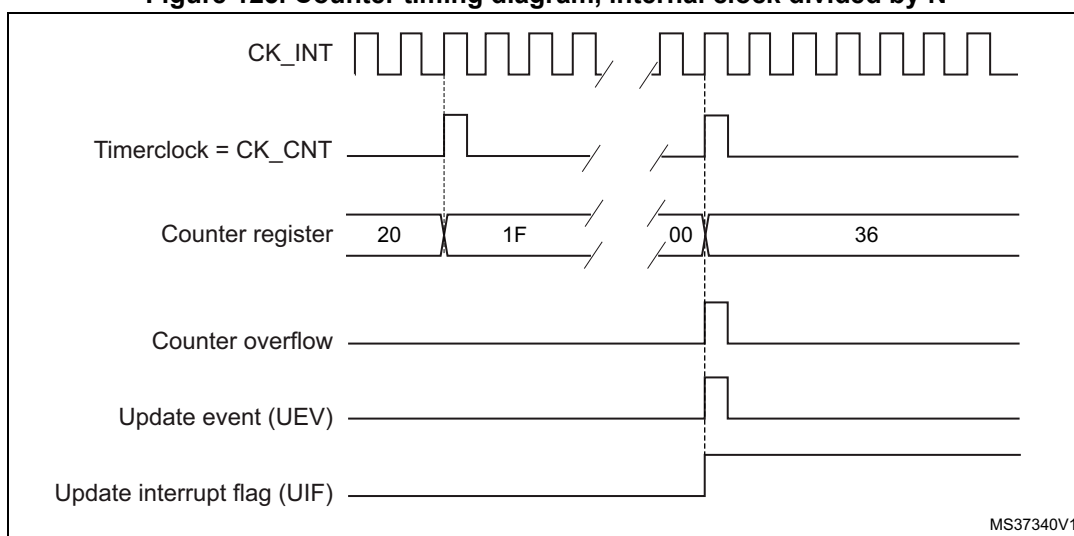 Figure Counter timing diagram, internal clock divided by N
CK_INT
Timerclock = CK_CNT
Counter register 20 1F 00 36
Counter overflow
Update event (UEV)
Update interrupt flag (UIF)
MS37340V1